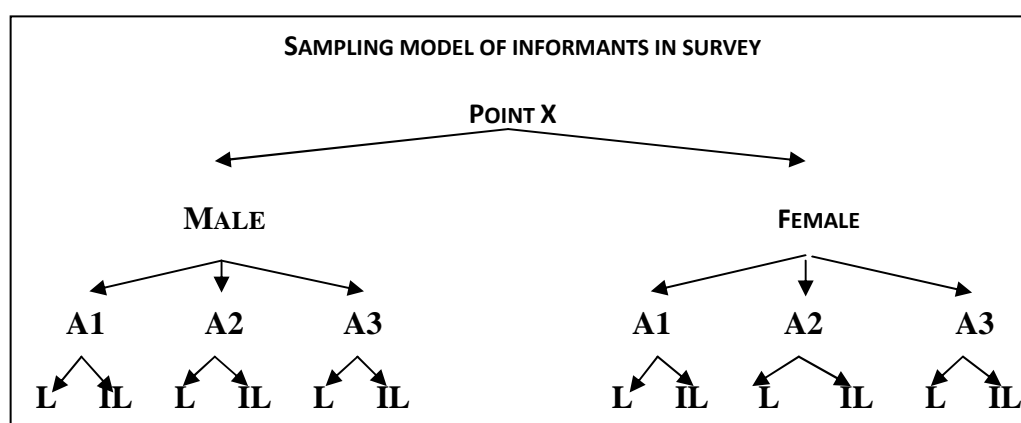 SAMPLING MODEL OF INFORMANTS IN SURVEY
POINT X
MALE FEMALE
A1 A2 A3 A1 A2 A3
L IL L IL L IL L IL L IL L IL